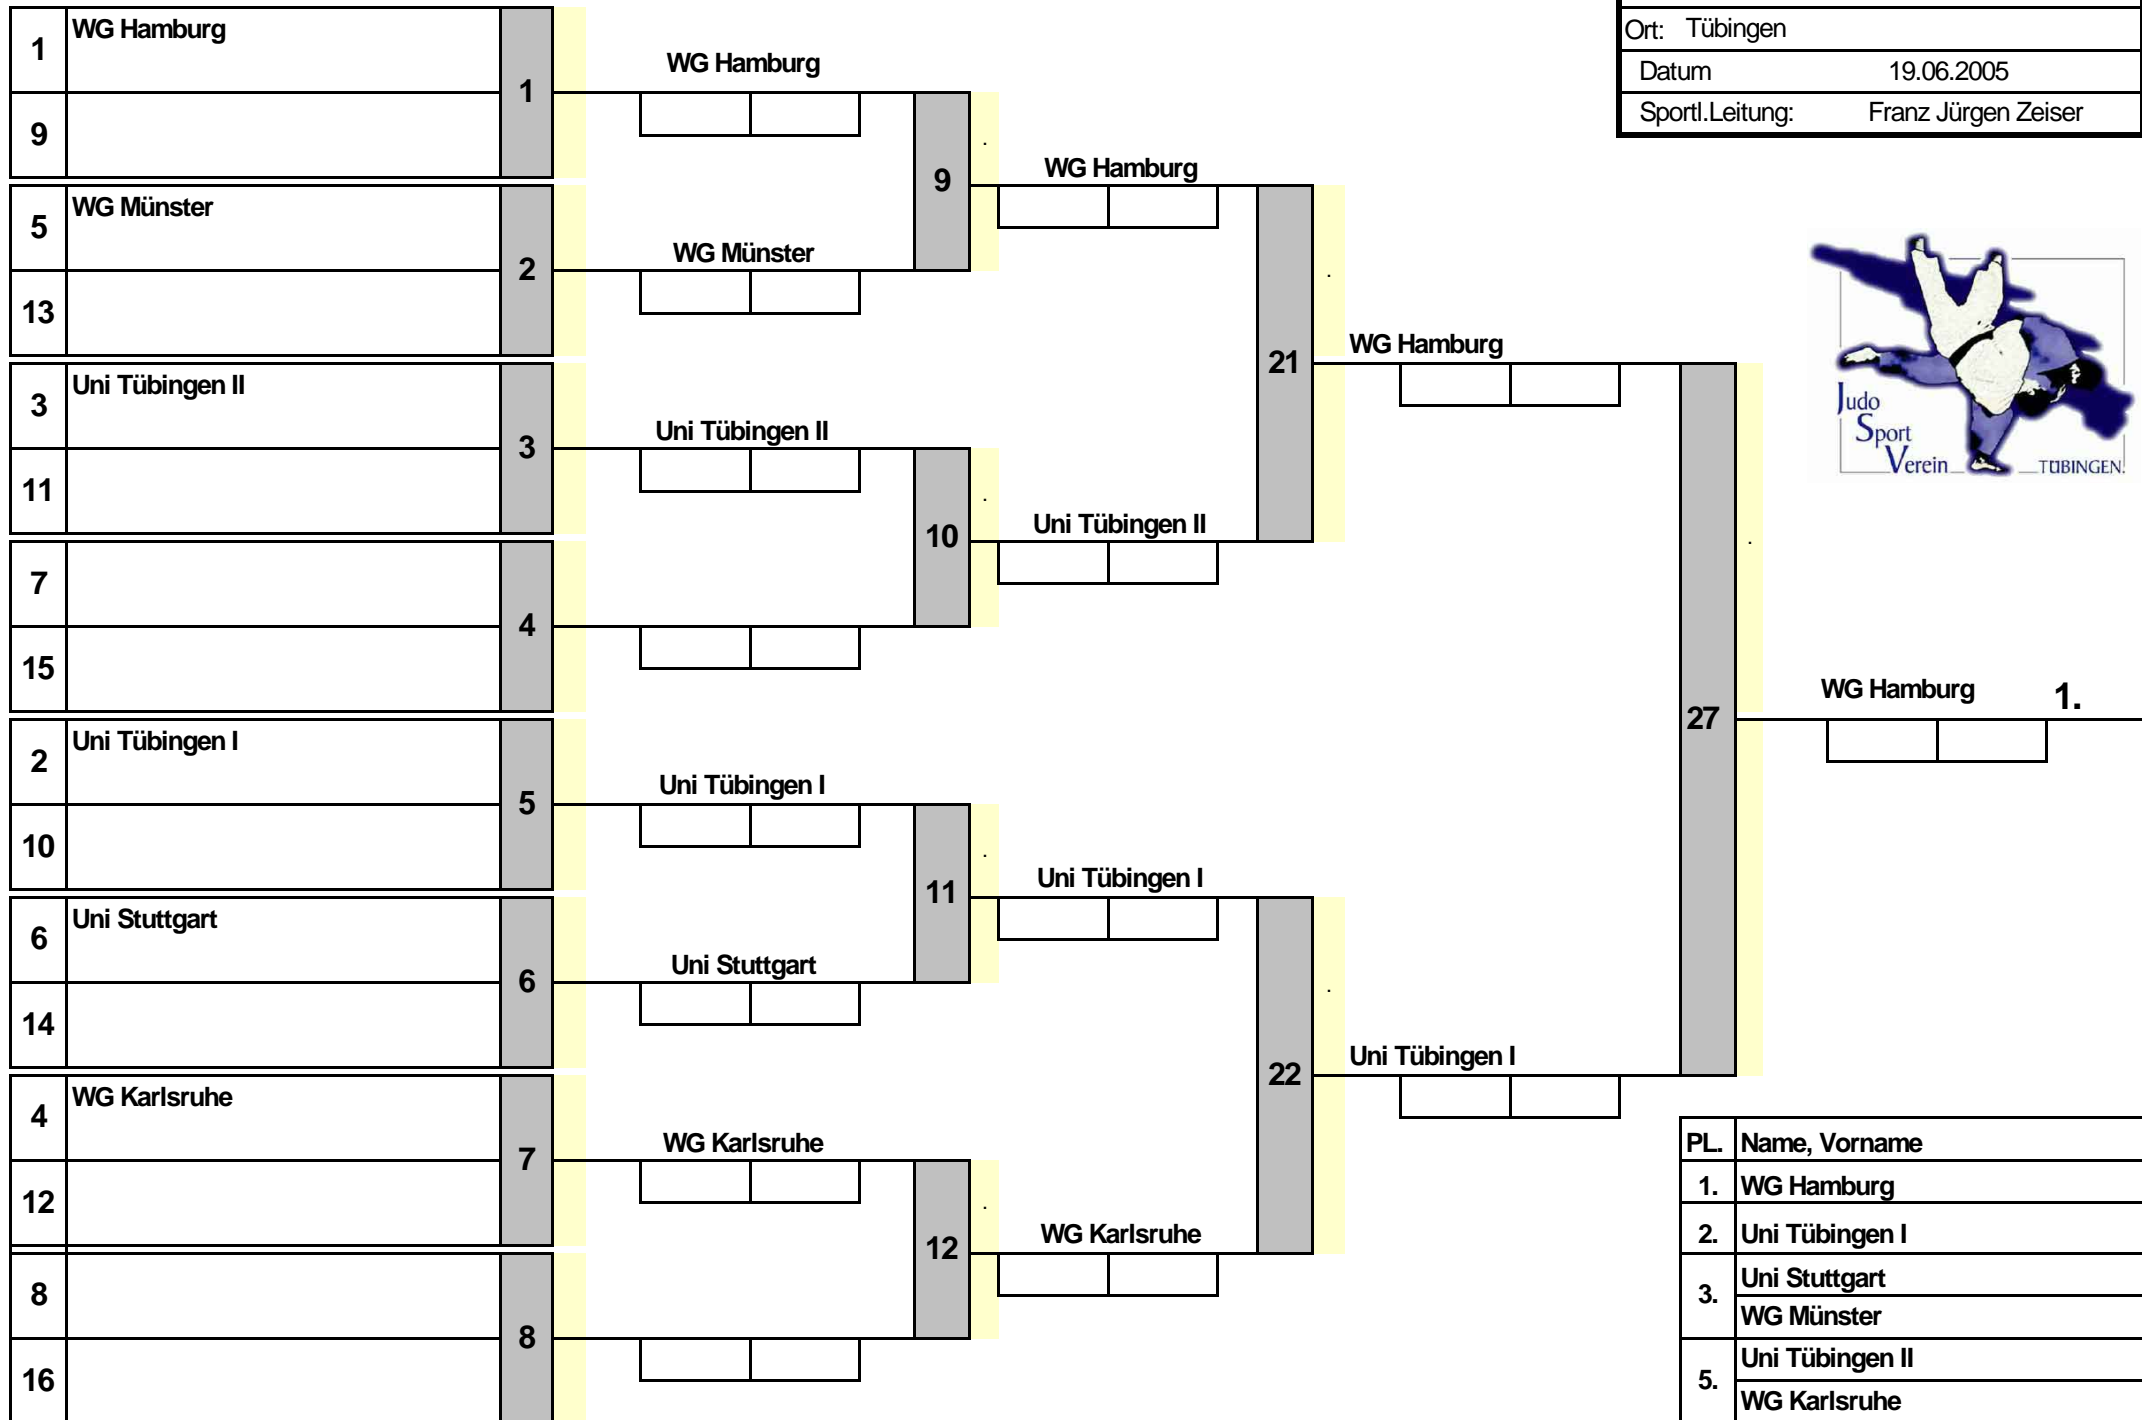 Ort: Tübingen
Datum 19.06.2005
Sportl.Leitung: Franz Jürgen Zeiser
1 WG Hamburg
9
1
WG Hamburg
5 WG Münster
13
2
WG Münster
9
WG Hamburg
3 Uni Tübingen II
11
3
Uni Tübingen II
7
15
4
10
Uni Tübingen II
21
WG Hamburg
2 Uni Tübingen I
10
5
Uni Tübingen I
6 Uni Stuttgart
14
6
Uni Stuttgart
11
Uni Tübingen I
4 WG Karlsruhe
12
7
WG Karlsruhe
8
16
8
12
WG Karlsruhe
22
Uni Tübingen I
27
WG Hamburg 1.
Judo
Sport
Verein TÜBINGEN
PL. Name, Vorname
1. WG Hamburg
2. Uni Tübingen I
3. Uni Stuttgart
WG Münster
5. Uni Tübingen II
WG Karlsruhe